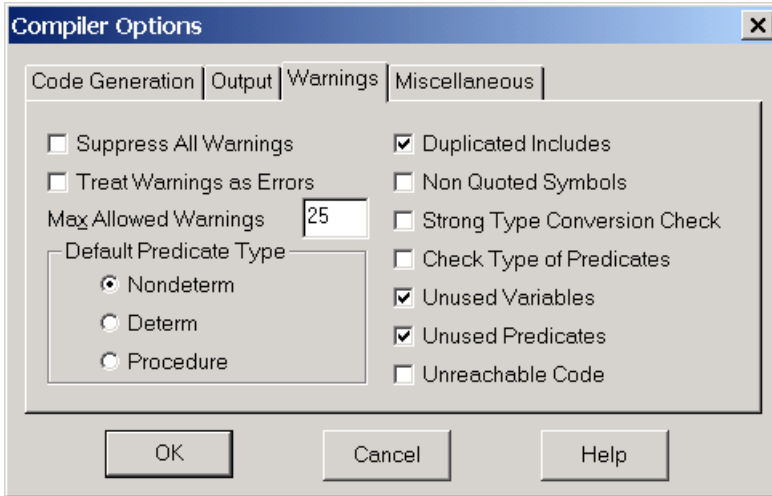 Compiler Options
Code Generation
Output
Warnings
Miscellaneous
Suppress All Warnings
Treat Warnings as Errors
Max Allowed Warnings 25
Default Predicate Type
Nondeterm
Determ
Procedure
Duplicated Includes
Non Quoted Symbols
Strong Type Conversion Check
Check Type of Predicates
Unused Variables
Unused Predicates
Unreachable Code
OK
Cancel
Help